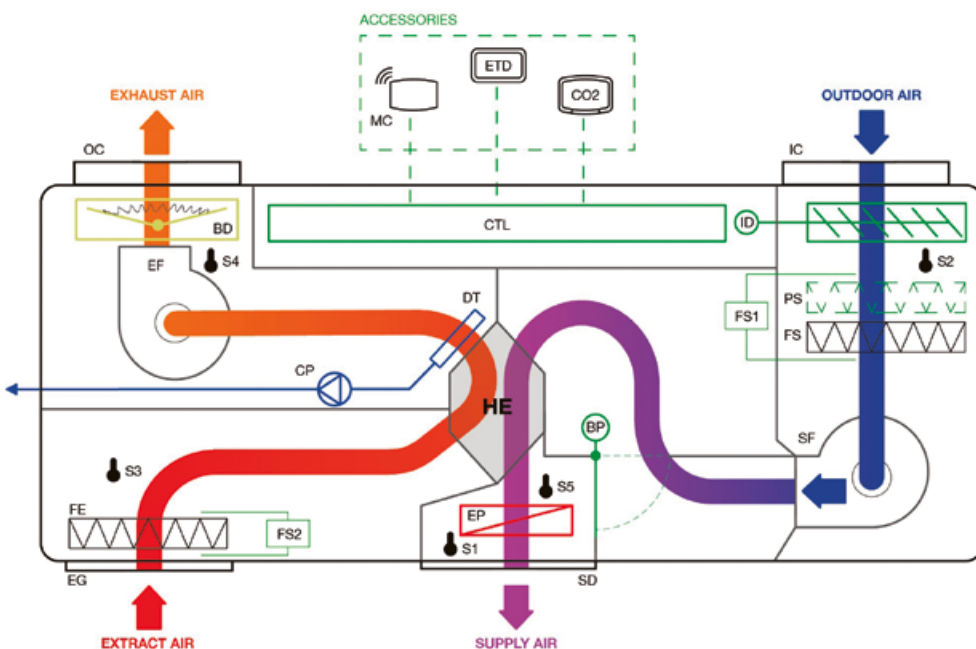 ACCESSORIES
ETD
MC
CO2
EXHAUST AIR
OUTDOOR AIR
OC
IC
BD
CTL
ID
EF
S4
S2
DT
PS
FS1
FS
CP
HE
BP
SF
S3
S5
FE
FS2
EP
S1
EG
SD
EXTRACT AIR
SUPPLY AIR